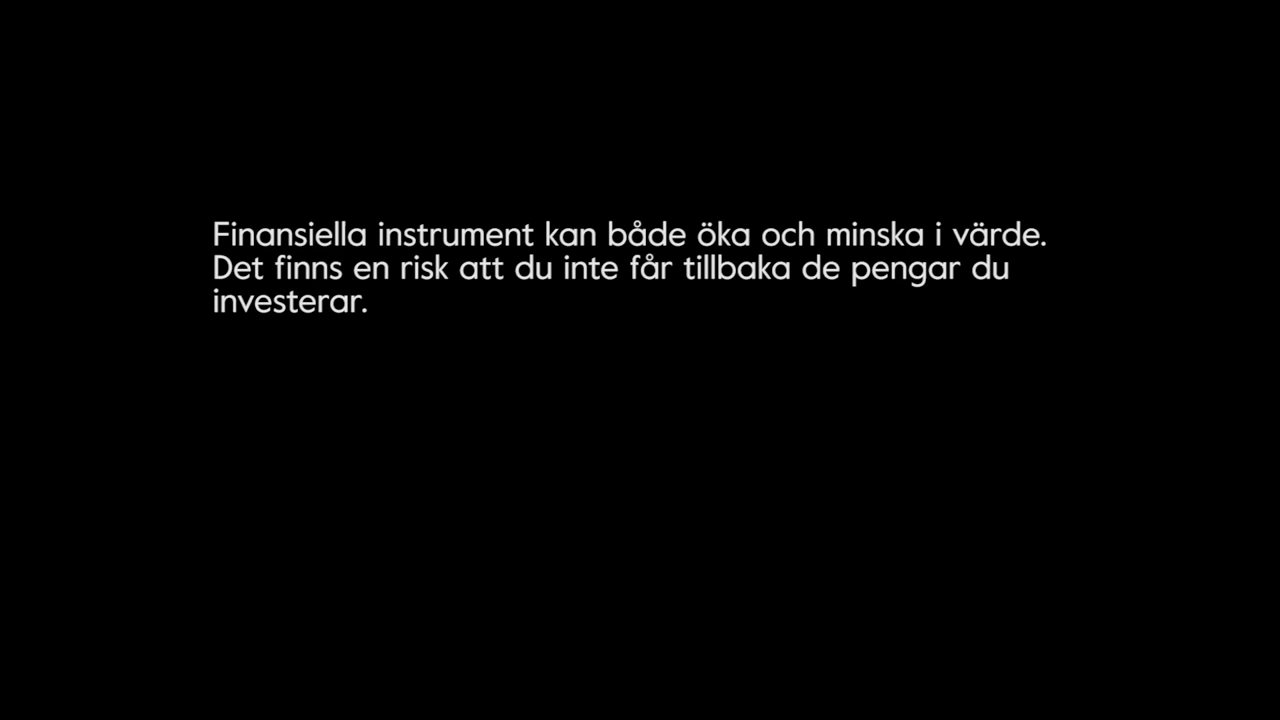 Finansiella instrument kan både öka och minska i värde.
Det finns en risk att du inte får tillbaka de pengar du
investerar.